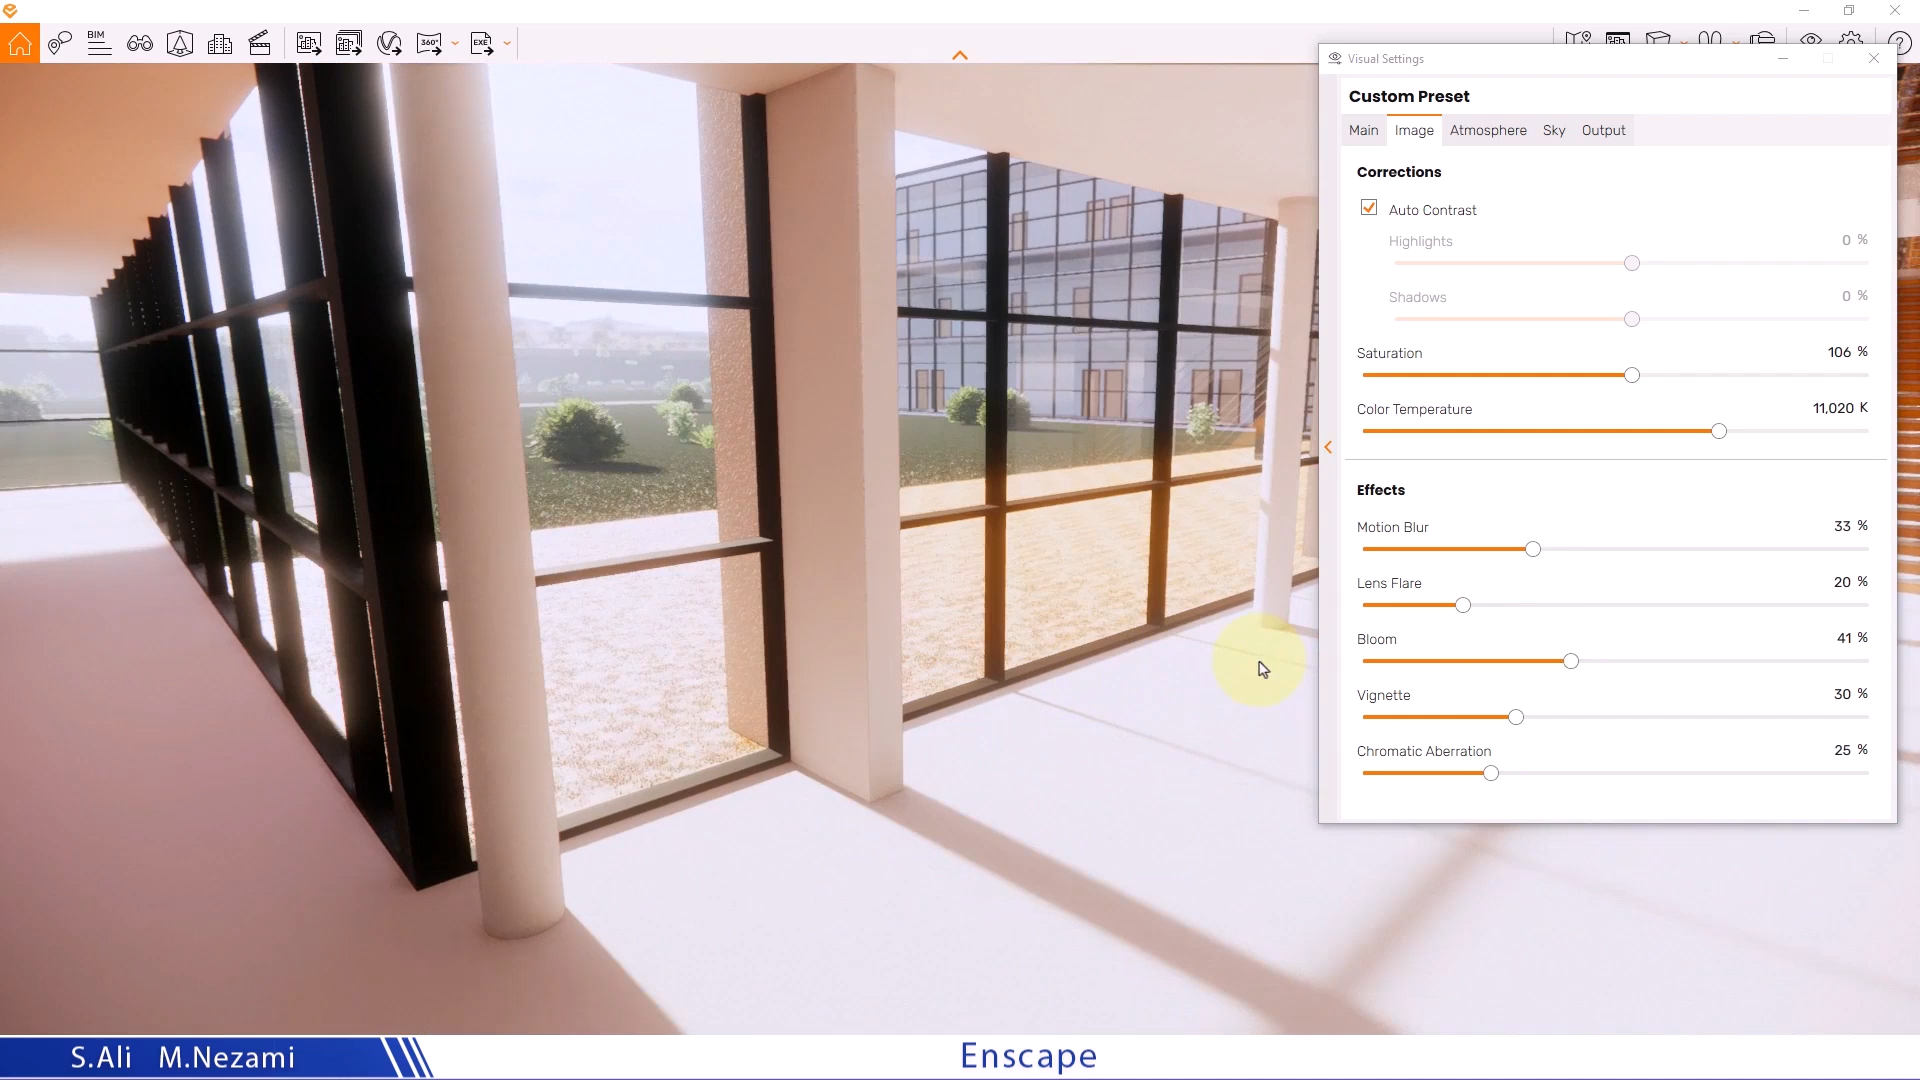 BIM
360°
EXE
?
Visual Settings
Custom Preset
Main Image Atmosphere Sky Output
Corrections
Auto Contrast
Highlights 0 %
Shadows 0 %
Saturation 106 %
Color Temperature 11,020 K
Effects
Motion Blur 33 %
Lens Flare 20 %
Bloom 41 %
Vignette 30 %
Chromatic Aberration 25 %
S.Ali M.Nezami
Enscape